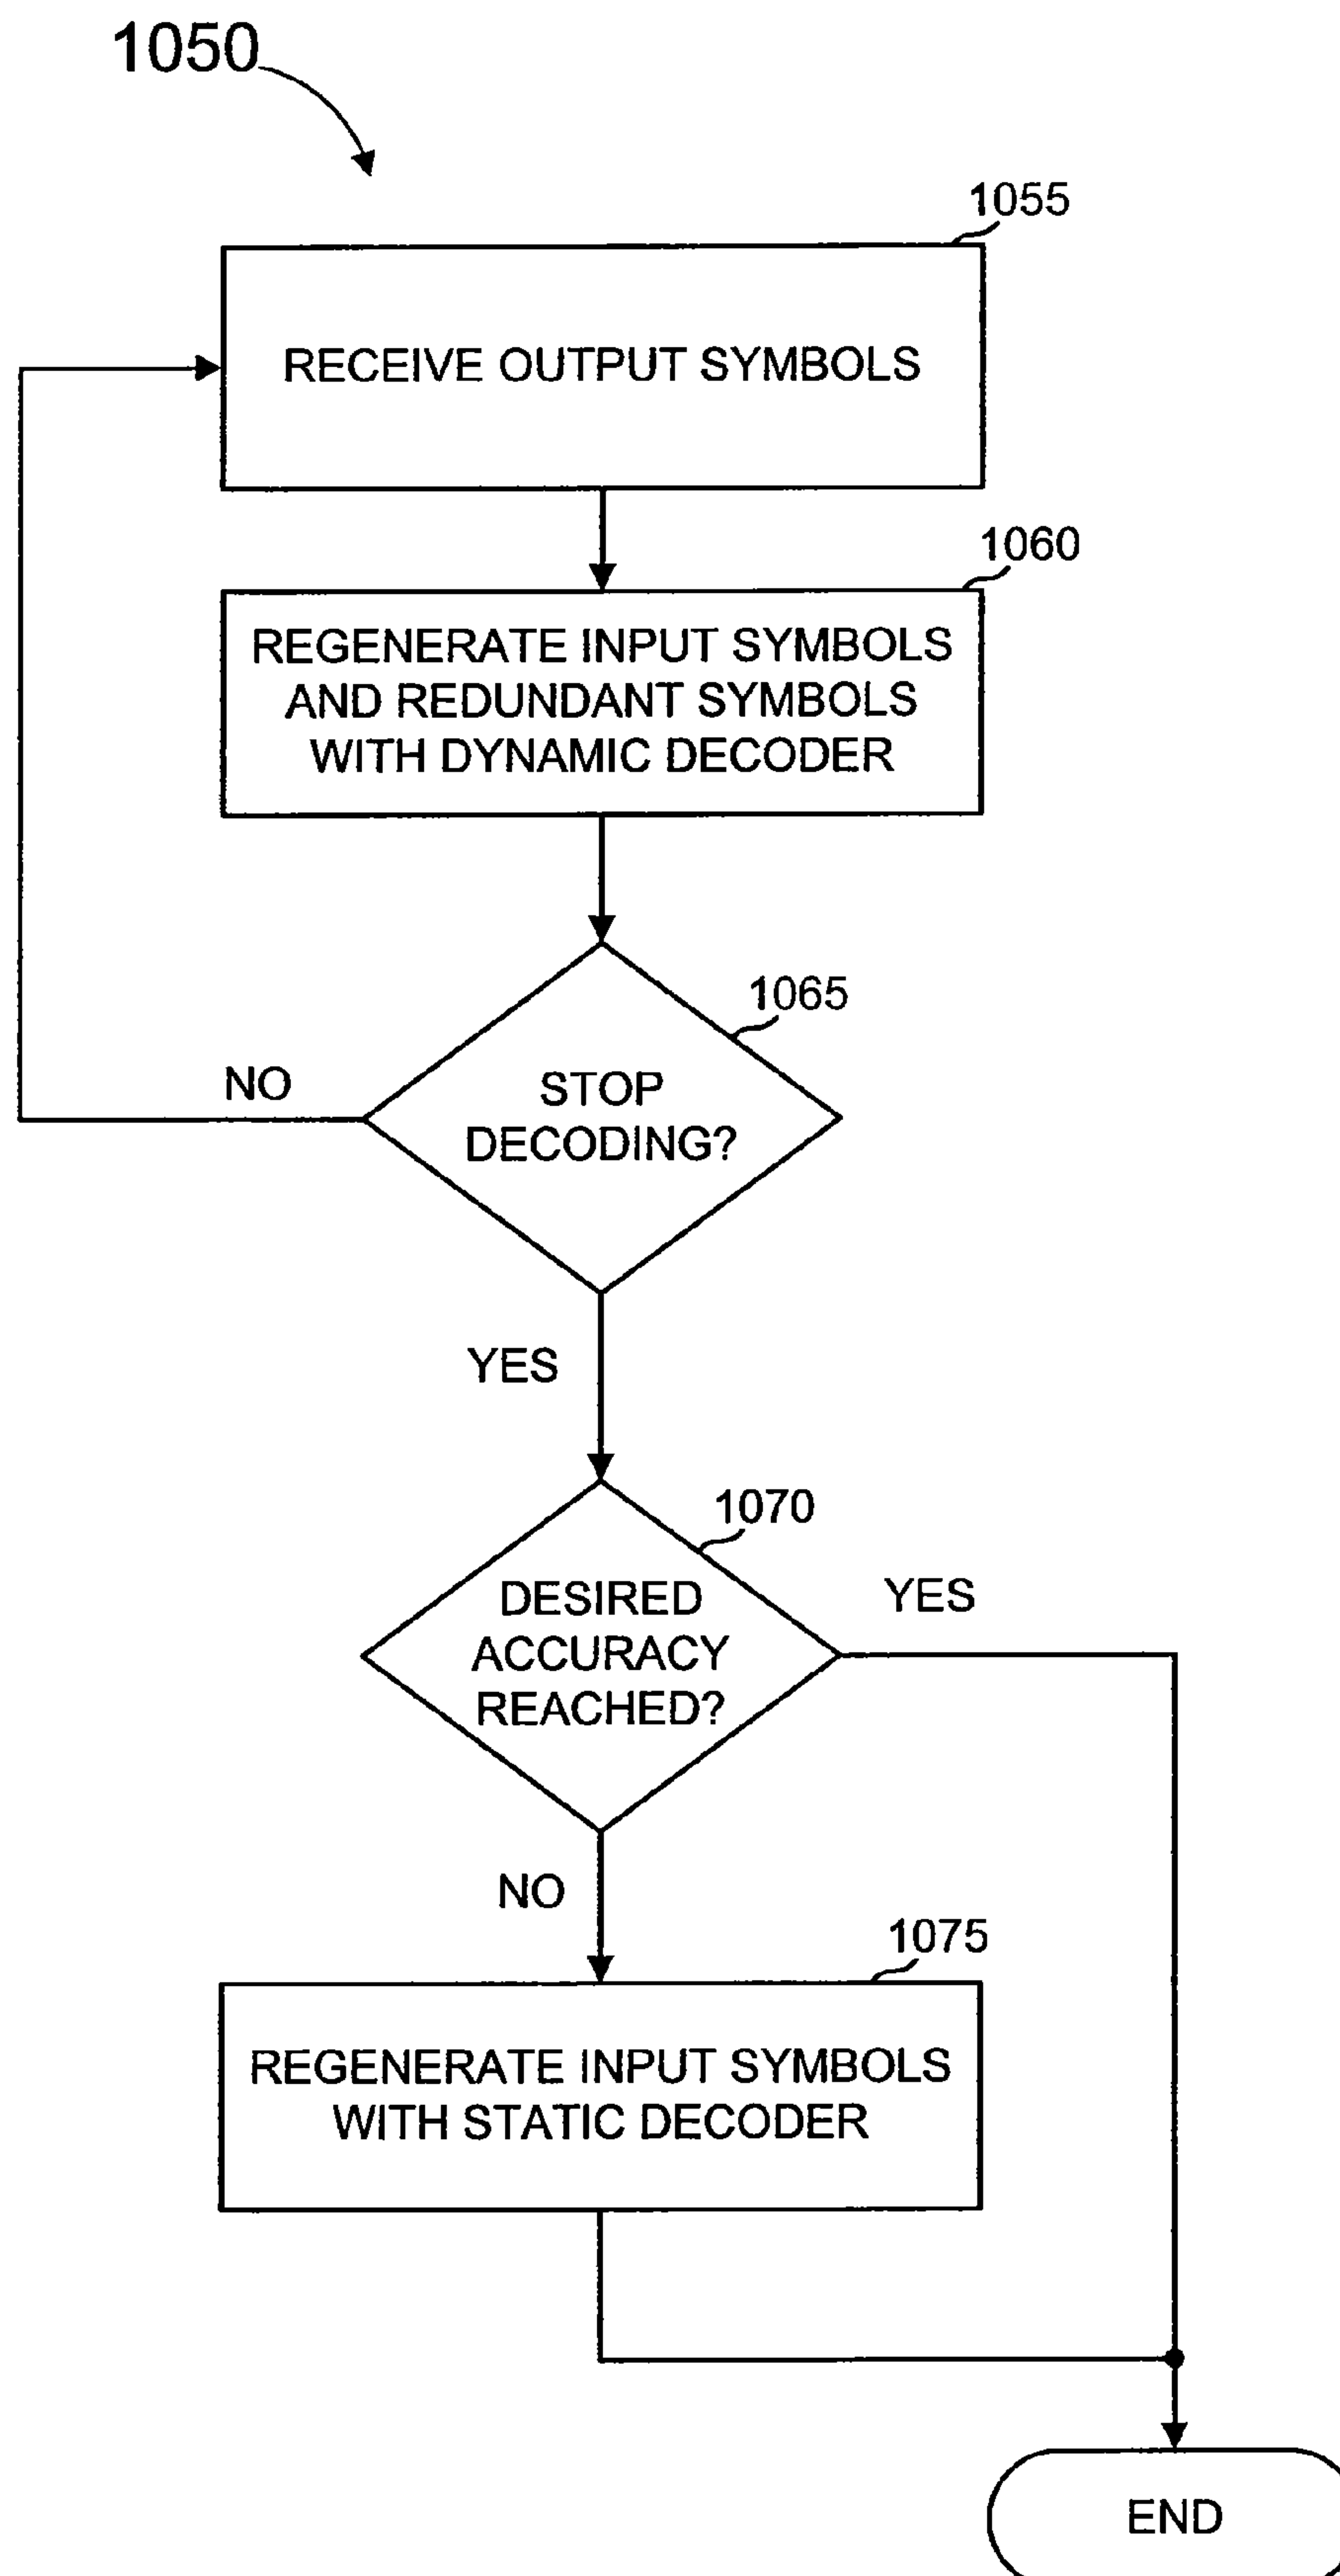 1050
1055
RECEIVE OUTPUT SYMBOLS
1060
REGENERATE INPUT SYMBOLS
AND REDUNDANT SYMBOLS
WITH DYNAMIC DECODER
1065
NO
STOP
DECODING?
YES
1070
DESIRED
ACCURACY
REACHED?
YES
NO
1075
REGENERATE INPUT SYMBOLS
WITH STATIC DECODER
END